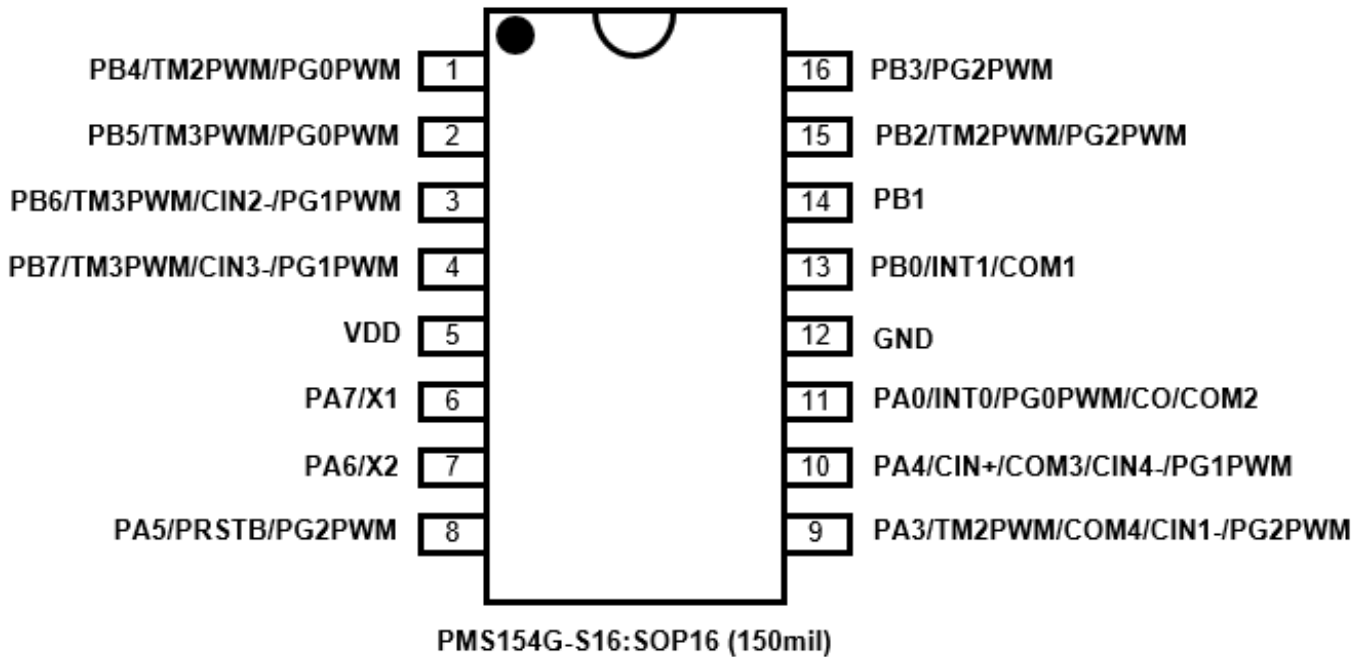 PB4/TM2PWM/PG0PWM 1 16 PB3/PG2PWM
PB5/TM3PWM/PG0PWM 2 15 PB2/TM2PWM/PG2PWM
PB6/TM3PWM/CIN2-/PG1PWM 3 14 PB1
PB7/TM3PWM/CIN3-/PG1PWM 4 13 PB0/INT1/COM1
VDD 5 12 GND
PA7/X1 6 11 PA0/INT0/PG0PWM/CO/COM2
PA6/X2 7 10 PA4/CIN+/COM3/CIN4-/PG1PWM
PA5/PRSTB/PG2PWM 8 9 PA3/TM2PWM/COM4/CIN1-/PG2PWM
PMS154G-S16:SOP16 (150mil)